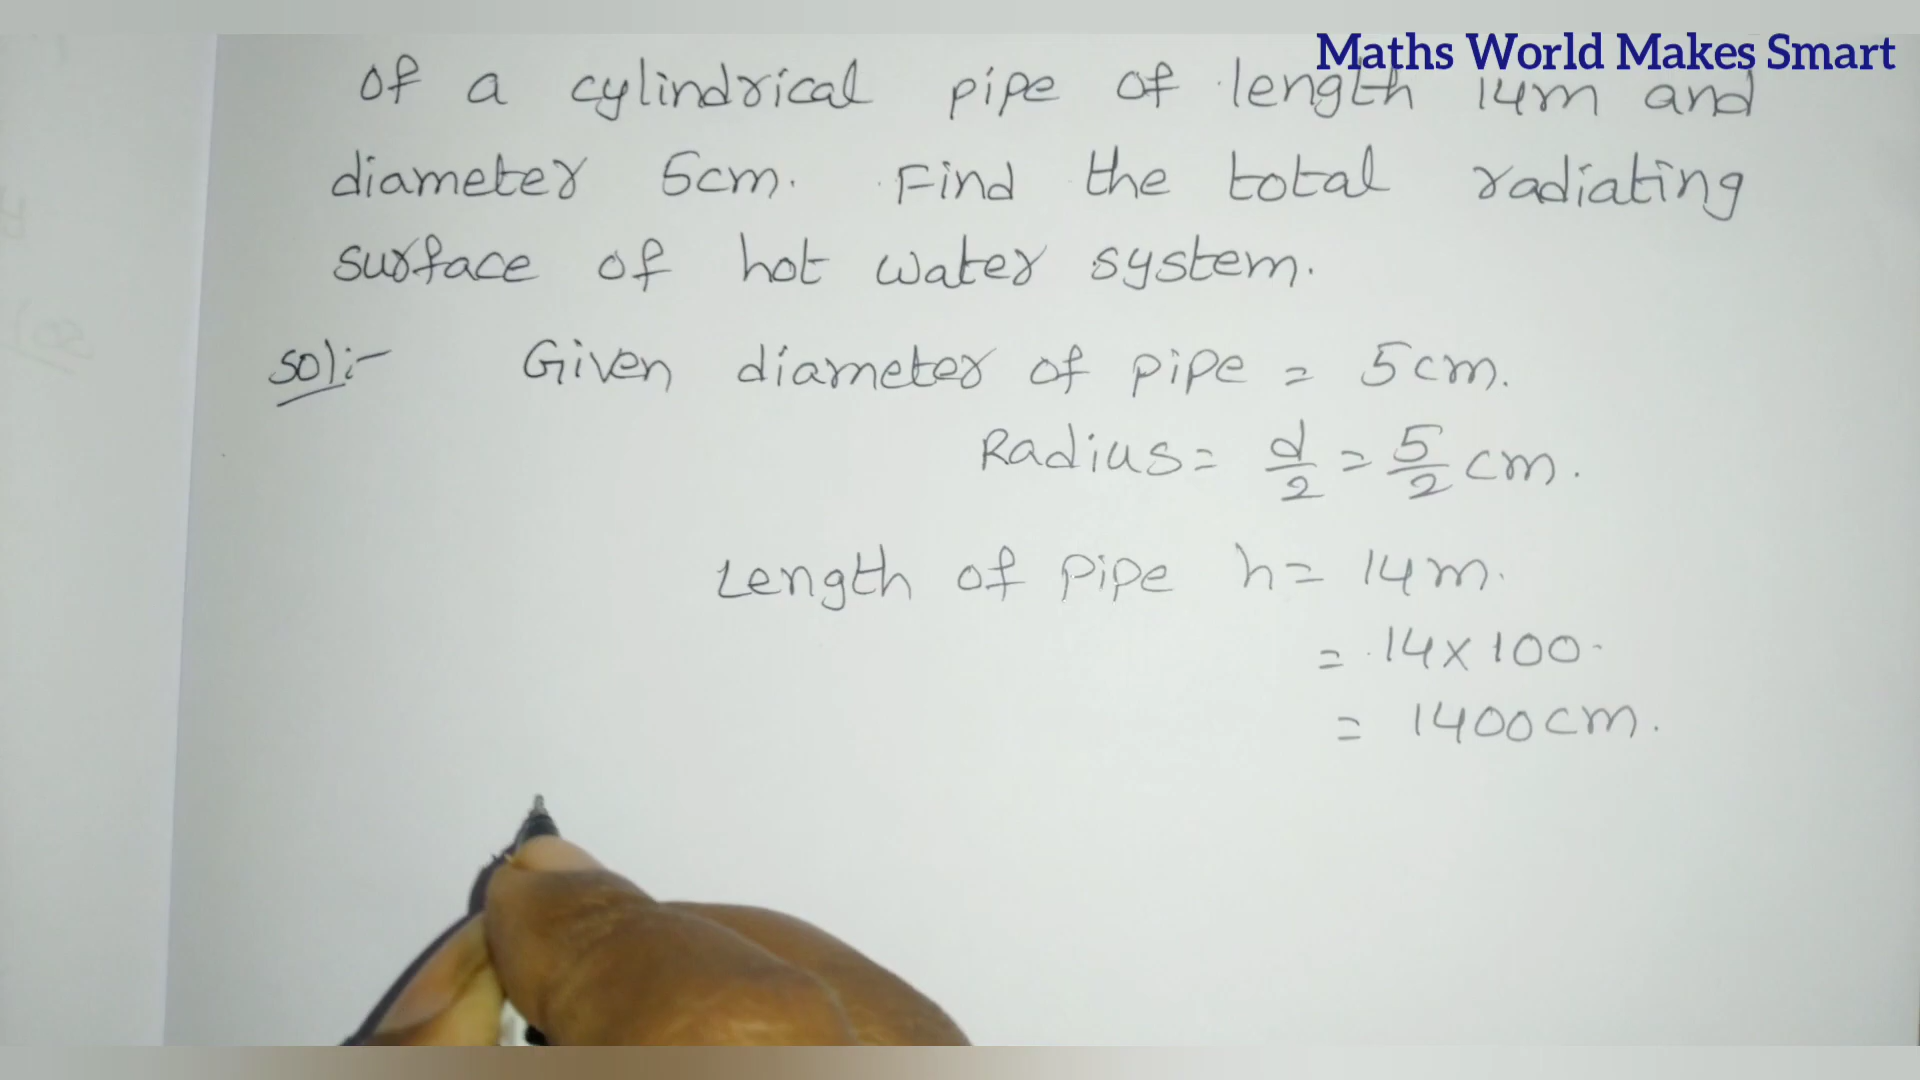 Maths World Makes Smart
of a cylindrical pipe of length 14m and
diameter 5cm. Find the total radiating
surface of hot water system.
Sol:- Given diameter of pipe = 5cm.
Radius = d/2 = 5/2 cm.
Length of pipe h = 14m.
= 14 x 100
= 1400cm.